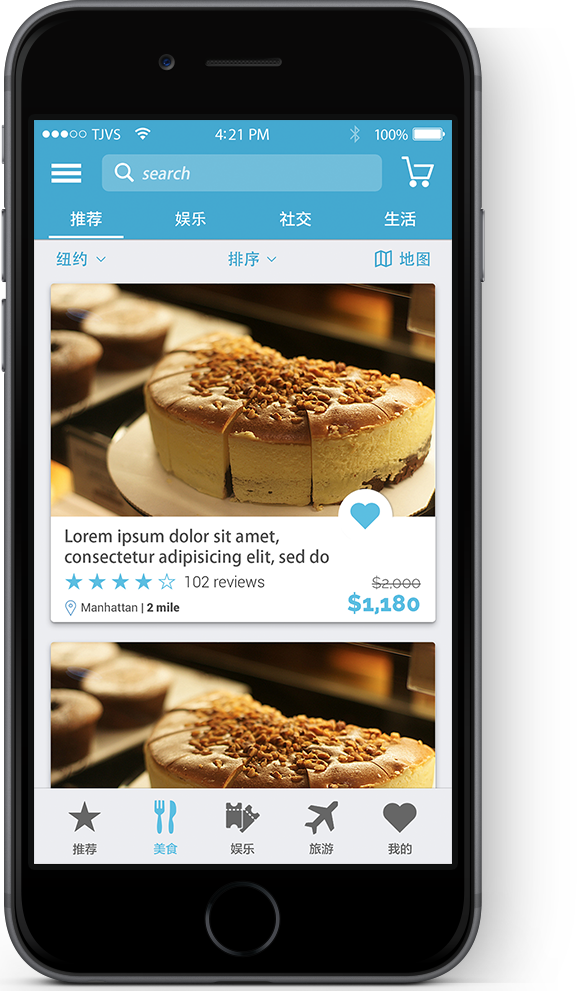 TJVS 4:21 PM 100%
search
推荐 娱乐 社交 生活
纽约 排序 地图
Lorem ipsum dolor sit amet,
consectetur adipisicing elit, sed do
102 reviews $2,000
Manhattan | 2 mile $1,180
推荐 美食 娱乐 旅游 我的